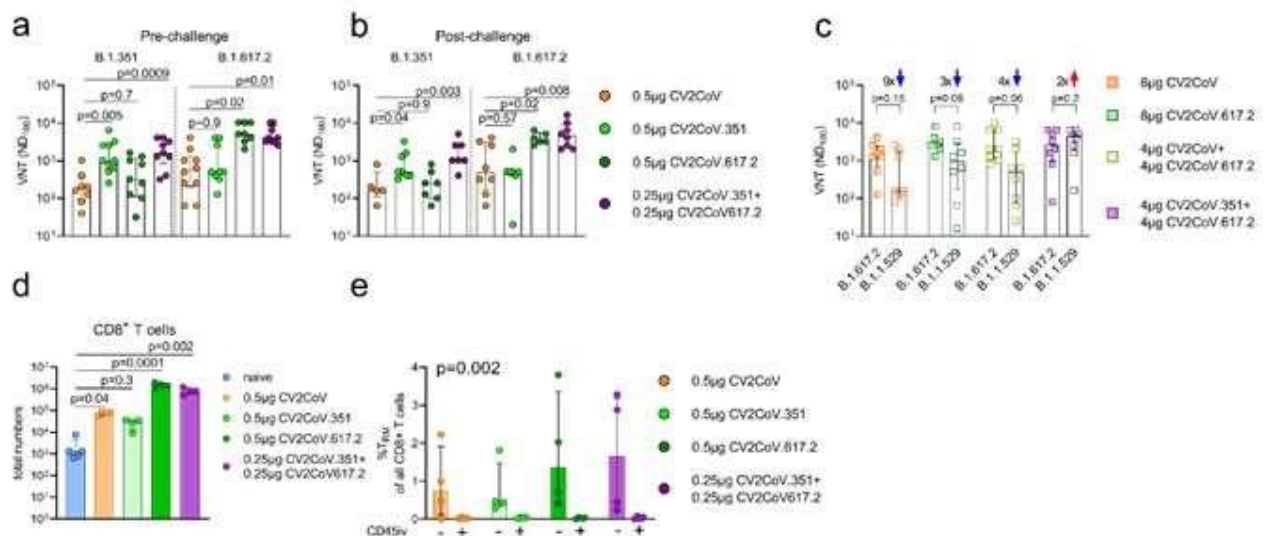 a
Pre-challenge
B.1.351
B.1.617.2
p=0.0009
p=0.01
p=0.7
p=0.02
p=0.005
p=0.9
VNT (ND₁₀₀)
b
Post-challenge
B.1.351
B.1.617.2
p=0.003
p=0.008
p=0.9
p=0.02
p=0.04
p=0.57
VNT (ND₁₀₀)
0.5µg CV2CoV
0.5µg CV2CoV.351
0.5µg CV2CoV.617.2
0.25µg CV2CoV.351+
0.25µg CV2CoV617.2
c
9x
3x
4x
2x
p=0.06
p=0.2
VNT (ND₁₀₀)
B.1.617.2
B.1.1.529
B.1.617.2
B.1.1.529
B.1.617.2
B.1.1.529
B.1.617.2
B.1.1.529
CV2CoV
CV2CoV.617.2
4µg CV2CoV+
4µg CV2CoV.617.2
4µg CV2CoV.351+
4µg CV2CoV.617.2
d
CD8⁺ T cells
p=0.002
p=0.0001
p=0.3
p=0.04
total numbers
naive
0.5µg CV2CoV
0.5µg CV2CoV.351
0.5µg CV2CoV.617.2
0.25µg CV2CoV.351+
0.25µg CV2CoV617.2
e
p=0.002
of all CD8+ T cells
4
3
2
1
0
CD45iv
- + - + - + - +
0.5µg CV2CoV
0.5µg CV2CoV.351
0.5µg CV2CoV.617.2
0.25µg CV2CoV.351+
0.25µg CV2CoV617.2